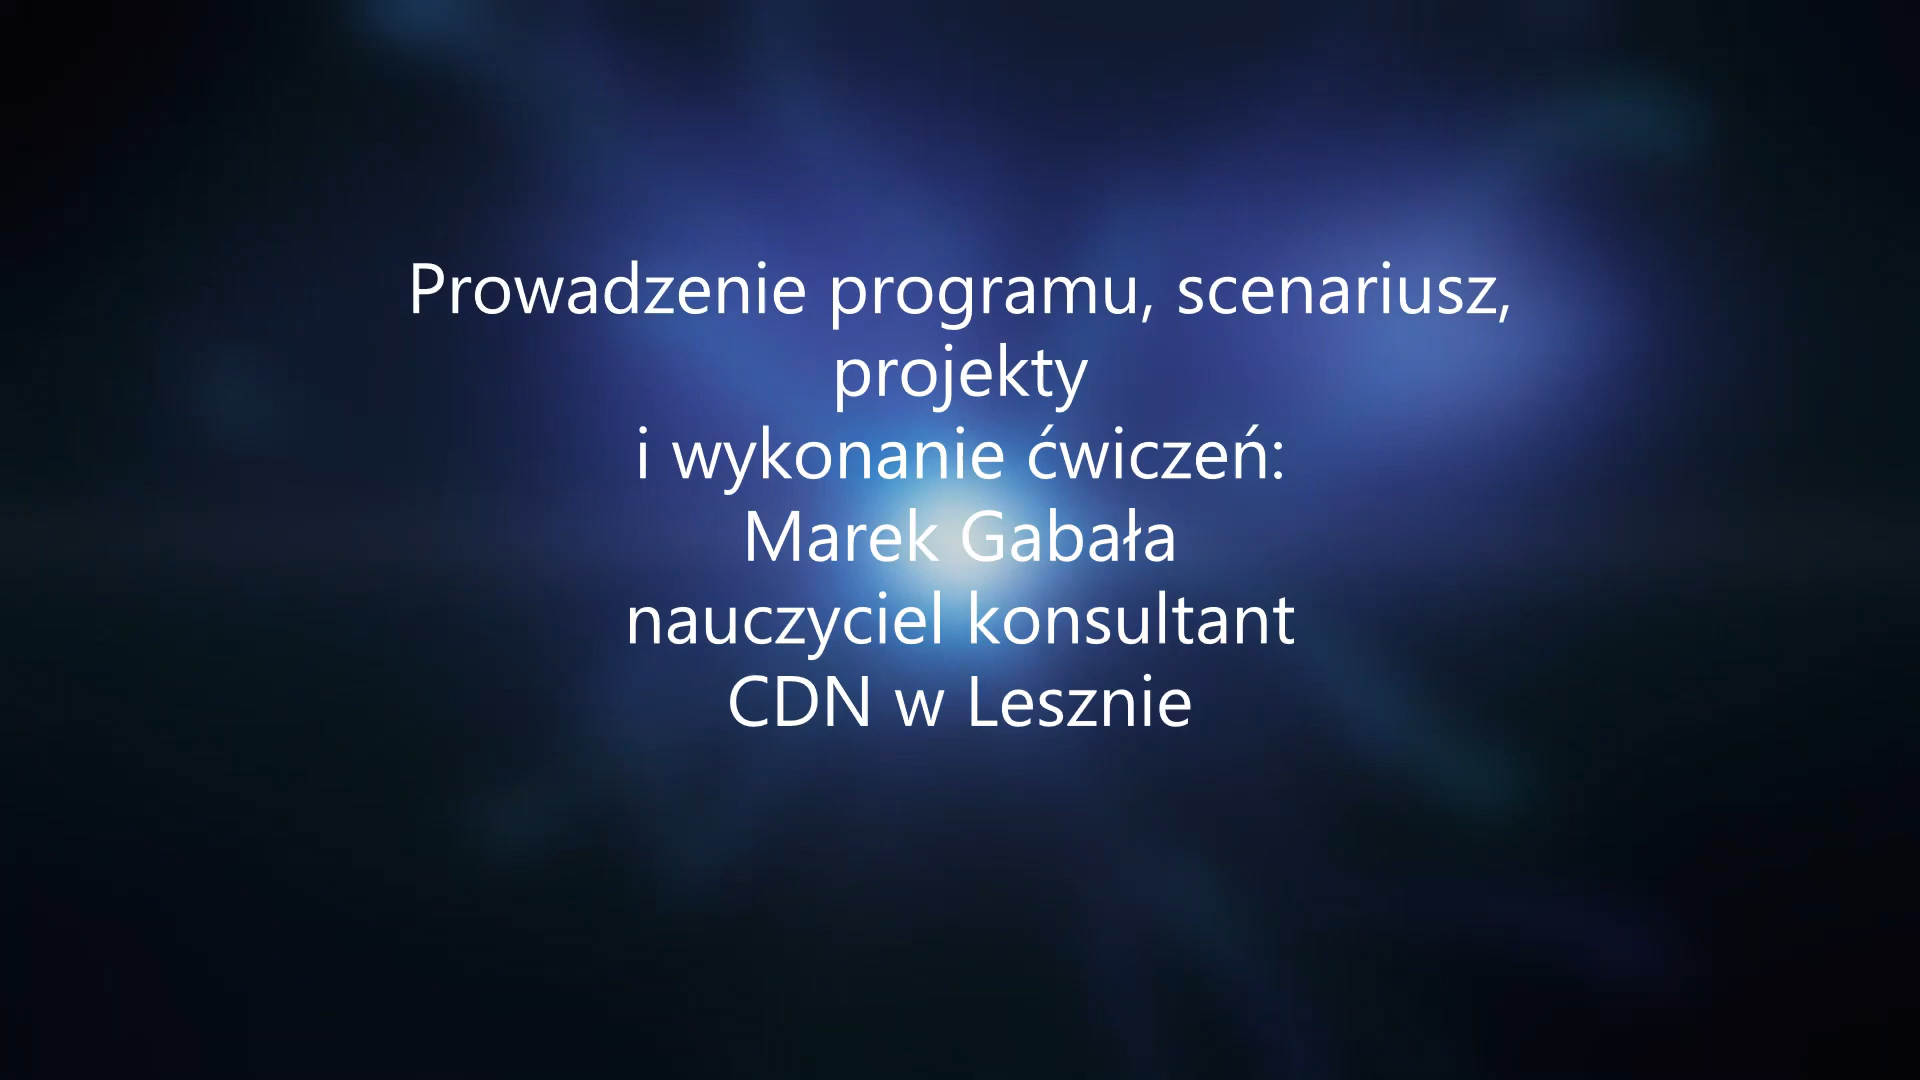 Prowadzenie programu, scenariusz,
projekty
i wykonanie ćwiczeń:
Marek Gabała
nauczyciel konsultant
CDN w Lesznie